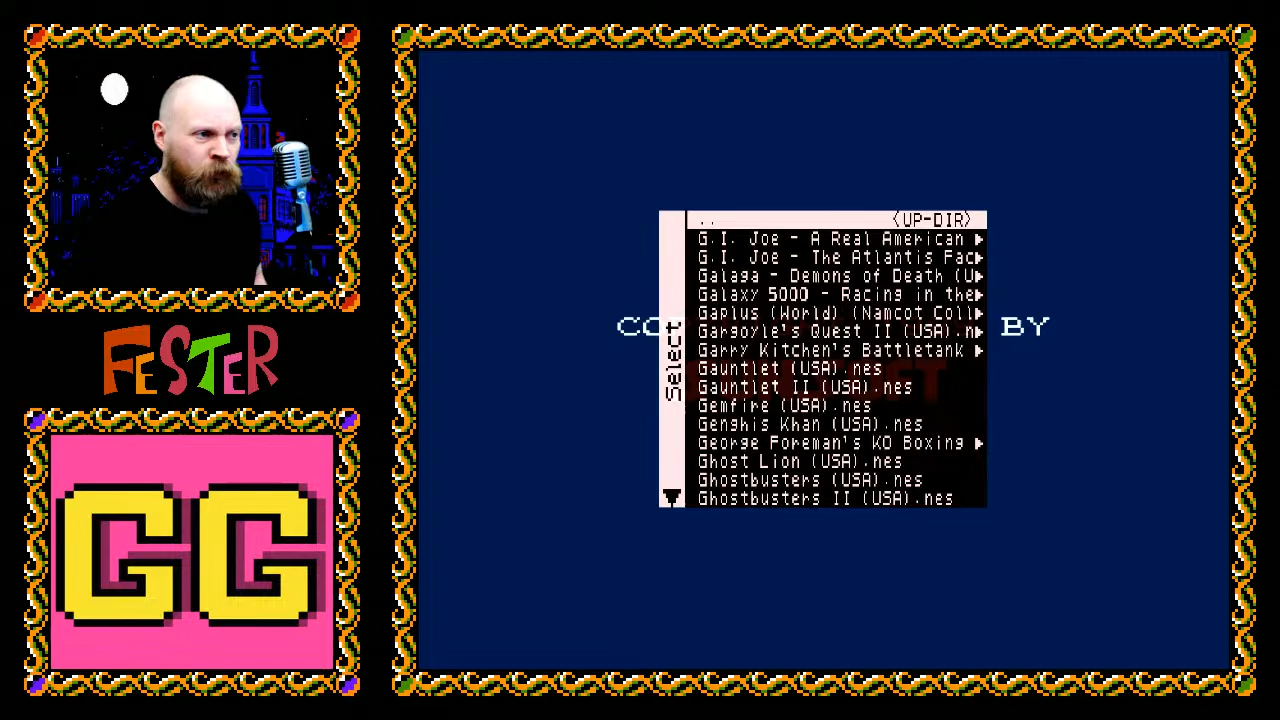 FESTER
GG
Select
.. <UP-DIR>
G.I. Joe - A Real American
G.I. Joe - The Atlantis Fac
Galaga - Demons of Death (U
Galaxy 5000 - Racing in the
Gaplus (World) (Namcot Coll
Gargoyle's Quest II (USA).n
Garry Kitchen's Battletank
Gauntlet (USA).nes
Gauntlet II (USA).nes
Gemfire (USA).nes
Genghis Khan (USA).nes
George Foreman's KO Boxing
Ghost Lion (USA).nes
Ghostbusters (USA).nes
Ghostbusters II (USA).nes
BY